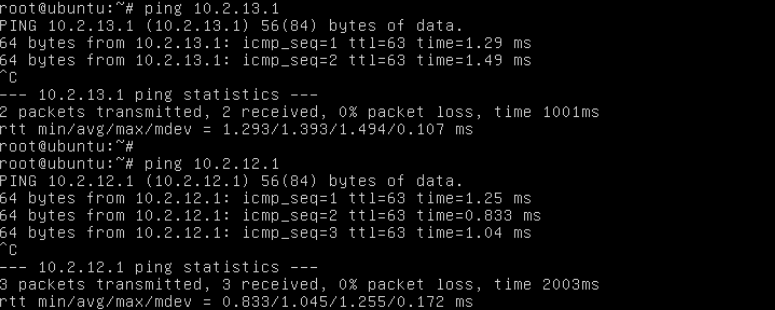 root@ubuntu:~# ping 10.2.13.1
PING 10.2.13.1 (10.2.13.1) 56(84) bytes of data.
64 bytes from 10.2.13.1: icmp_seq=1 ttl=63 time=1.29 ms
64 bytes from 10.2.13.1: icmp_seq=2 ttl=63 time=1.49 ms
^C
--- 10.2.13.1 ping statistics ---
2 packets transmitted, 2 received, 0% packet loss, time 1001ms
rtt min/avg/max/mdev = 1.293/1.393/1.494/0.107 ms
root@ubuntu:~#
root@ubuntu:~# ping 10.2.12.1
PING 10.2.12.1 (10.2.12.1) 56(84) bytes of data.
64 bytes from 10.2.12.1: icmp_seq=1 ttl=63 time=1.25 ms
64 bytes from 10.2.12.1: icmp_seq=2 ttl=63 time=0.833 ms
64 bytes from 10.2.12.1: icmp_seq=3 ttl=63 time=1.04 ms
^C
--- 10.2.12.1 ping statistics ---
3 packets transmitted, 3 received, 0% packet loss, time 2003ms
rtt min/avg/max/mdev = 0.833/1.045/1.255/0.172 ms